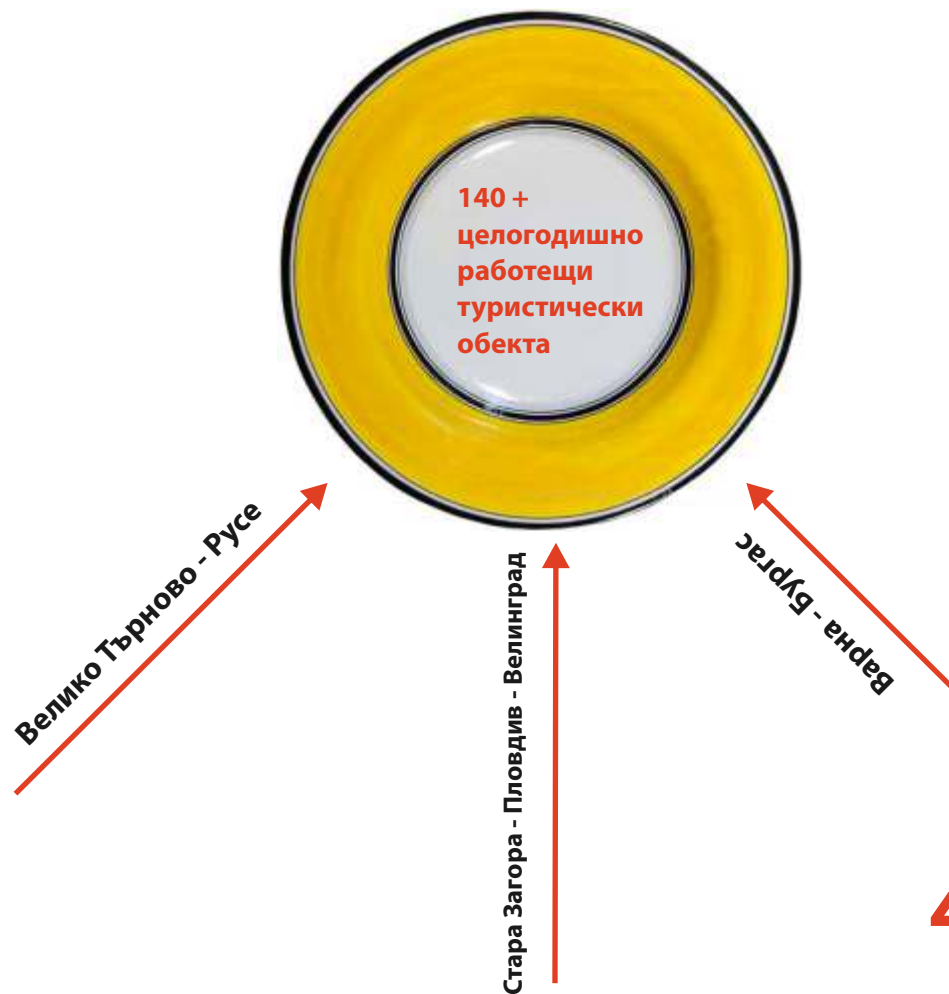 140 +
целогодишно
работещи
туристически
обекта
Велико Търново - Русе
Стара Загора - Пловдив - Велинград
Варна - Бургас